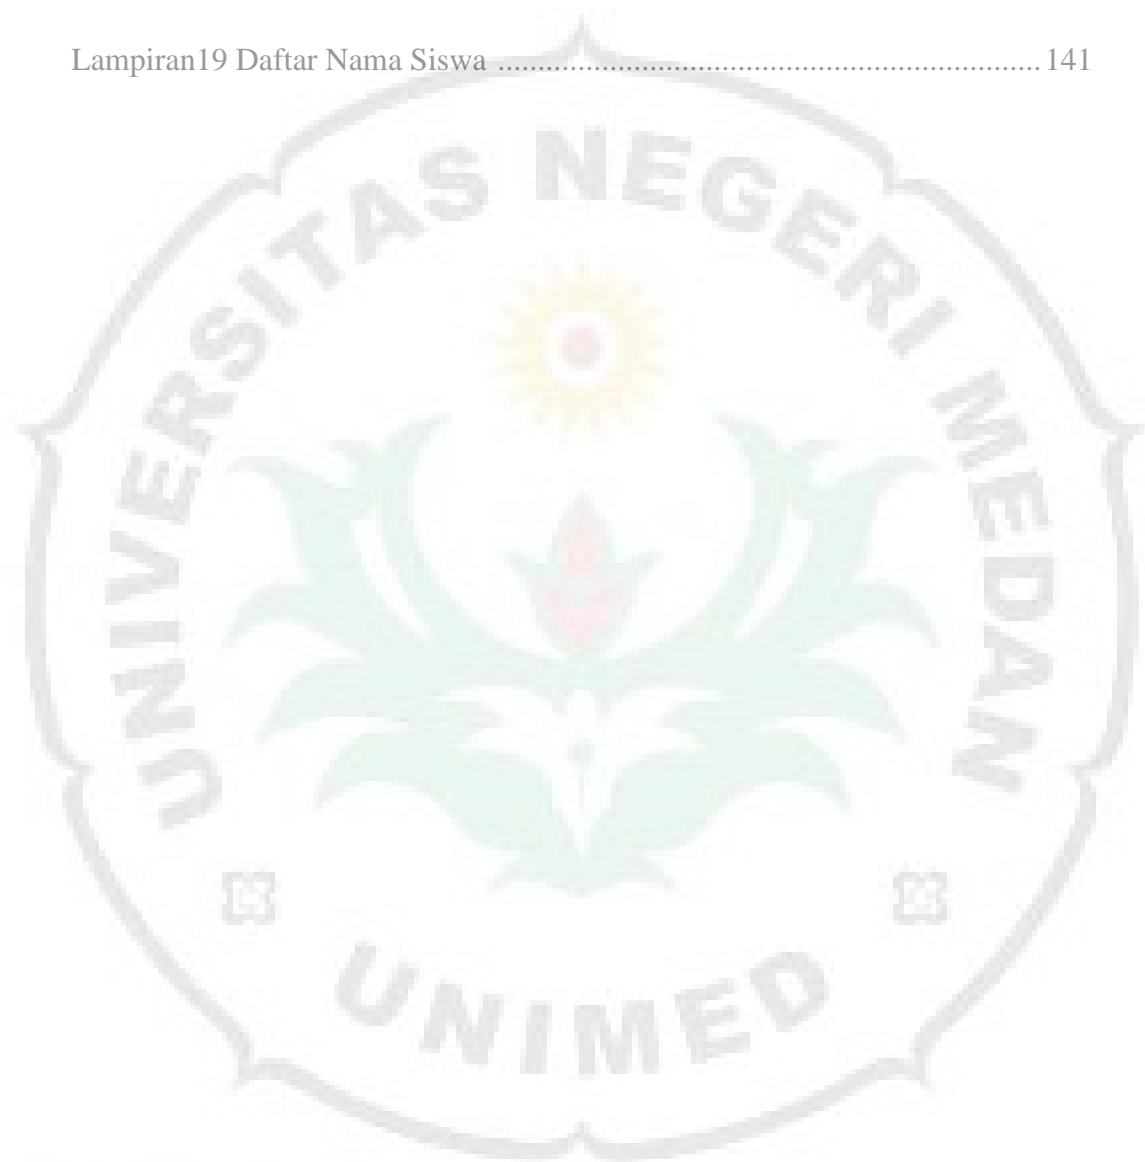 Lampiran19 Daftar Nama Siswa .................................................................... 141
UNIVERSITAS NEGERI MEDAN
UNIMED